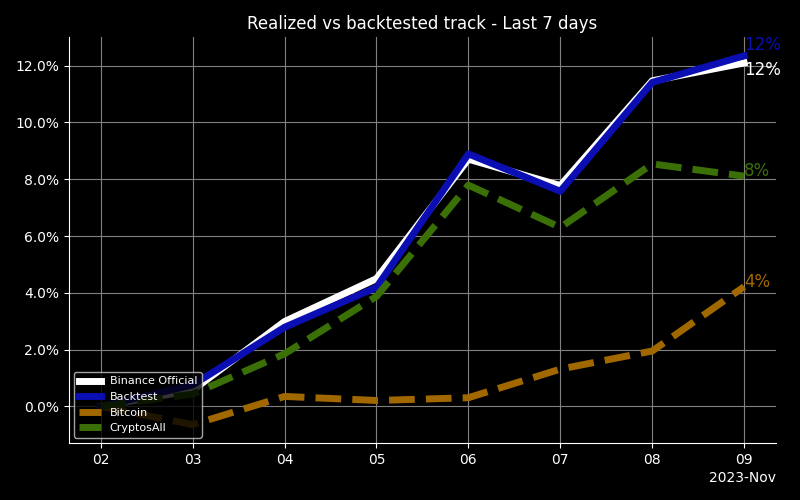 Realized vs backtested track - Last 7 days
12.0%
10.0%
8.0%
6.0%
4.0%
2.0%
0.0%
12%
12%
8%
4%
Binance Official
Backtest
Bitcoin
CryptosAll
02 03 04 05 06 07 08 09
2023-Nov